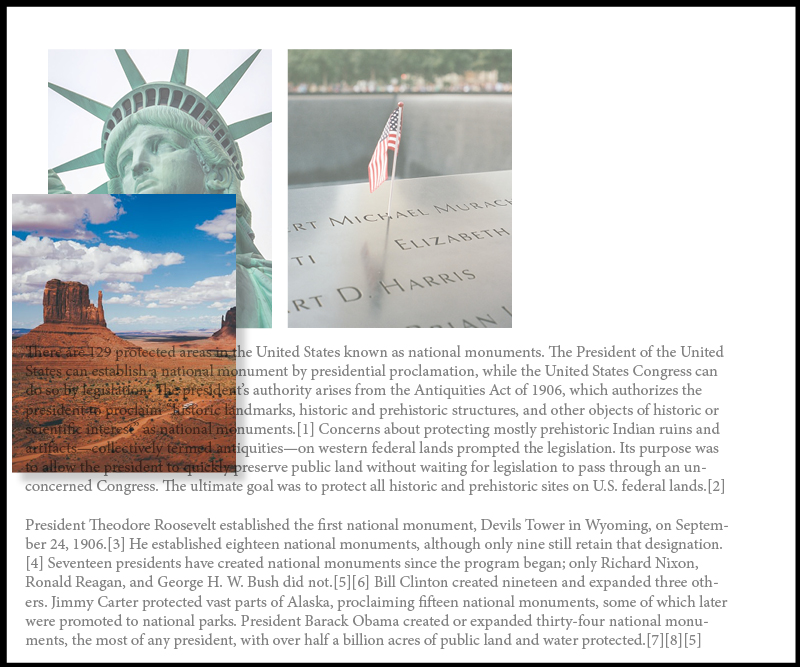 RT MICHAEL MURACH
TI ELIZABETH
RT D. HARRIS
BRIAN
There are 129 protected areas in the United States known as national monuments. The President of the United
States can establish a national monument by presidential proclamation, while the United States Congress can
do so by legislation. The president's authority arises from the Antiquities Act of 1906, which authorizes the
president to proclaim "historic landmarks, historic and prehistoric structures, and other objects of historic or
scientific interest" as national monuments.[1] Concerns about protecting mostly prehistoric Indian ruins and
artifacts—collectively termed antiquities—on western federal lands prompted the legislation. Its purpose was
to allow the president to quickly preserve public land without waiting for legislation to pass through an un-
concerned Congress. The ultimate goal was to protect all historic and prehistoric sites on U.S. federal lands.[2]
President Theodore Roosevelt established the first national monument, Devils Tower in Wyoming, on Septem-
ber 24, 1906.[3] He established eighteen national monuments, although only nine still retain that designation.
[4] Seventeen presidents have created national monuments since the program began; only Richard Nixon,
Ronald Reagan, and George H. W. Bush did not.[5][6] Bill Clinton created nineteen and expanded three oth-
ers. Jimmy Carter protected vast parts of Alaska, proclaiming fifteen national monuments, some of which later
were promoted to national parks. President Barack Obama created or expanded thirty-four national monu-
ments, the most of any president, with over half a billion acres of public land and water protected.[7][8][5]